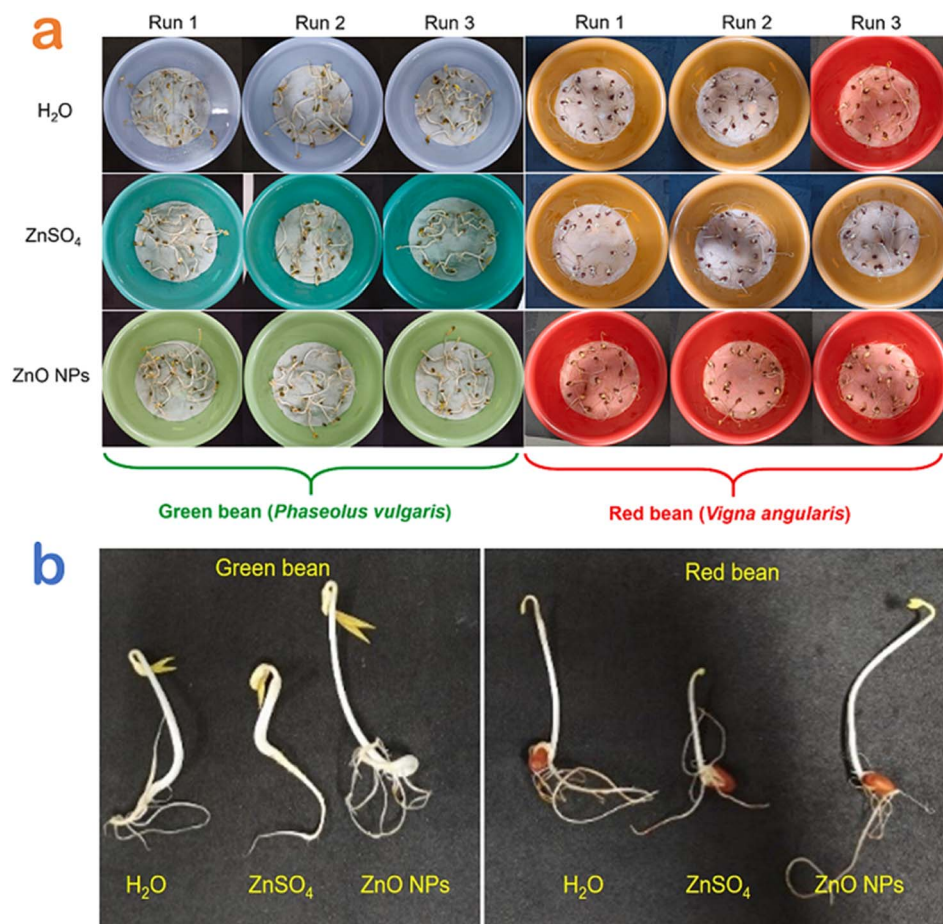 a
Run 1 Run 2 Run 3 Run 1 Run 2 Run 3
H₂O
ZnSO₄
ZnO NPs
Green bean (Phaseolus vulgaris) Red bean (Vigna angularis)
b
Green bean Red bean
H₂O ZnSO₄ ZnO NPs H₂O ZnSO₄ ZnO NPs